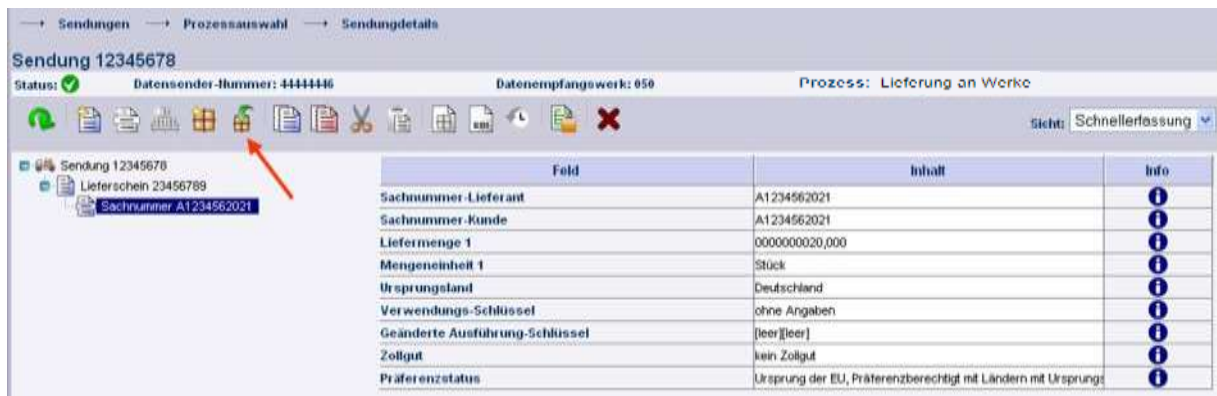 Sendungen Prozessauswahl Sendungdetails
Sendung 12345678
Status: Datensender-Nummer: 44444446 Datenempfangswerk: 050 Prozess: Lieferung an Werke
EDI
Sicht: Schnellerfassung
Sendung 12345678
Lieferschein 23456789
Sachnummer A1234562021
Feld Inhalt Info
Sachnummer-Lieferant A1234562021
Sachnummer-Kunde A1234562021
Liefermenge 1 0000000020,000
Mengeneinheit 1 Stück
Ursprungsland Deutschland
Verwendungs-Schlüssel ohne Angaben
Geänderte Ausführung-Schlüssel [leer][leer]
Zollgut kein Zollgut
Präferenzstatus Ursprung der EU, Präferenzberechtigt mit Ländern mit Ursprungs